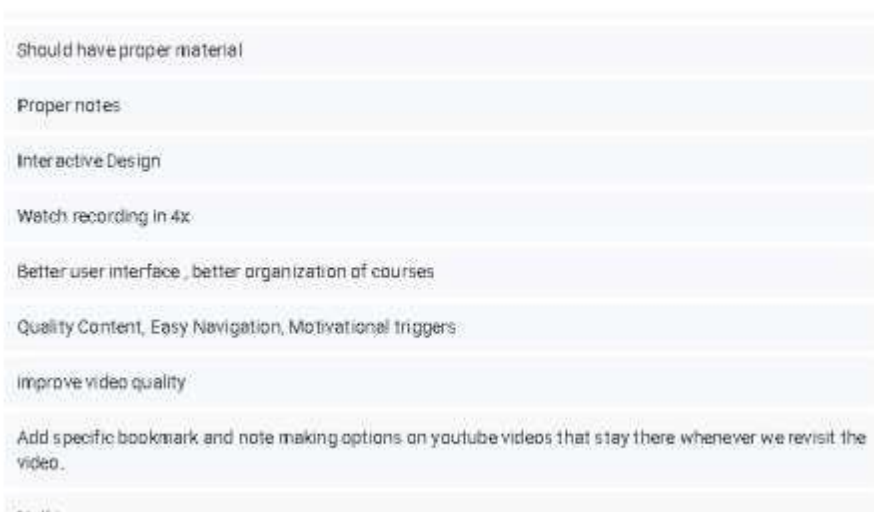 Should have proper material
Proper notes
Interactive Design
Watch recording in 4x
Better user interface , better organization of courses
Quality Content, Easy Navigation, Motivational triggers
improve video quality
Add specific bookmark and note making options on youtube videos that stay there whenever we revisit the
video.